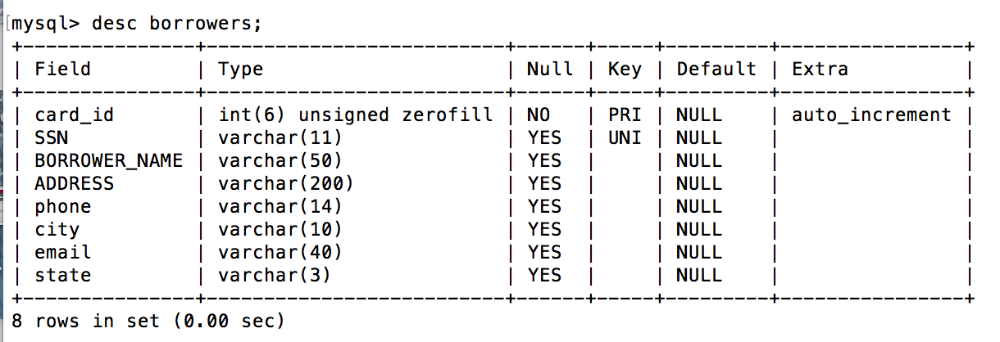 mysql> desc borrowers;
+---------------+--------------------------+------+-----+---------+----------------+
| Field         | Type                     | Null | Key | Default | Extra          |
+---------------+--------------------------+------+-----+---------+----------------+
| card_id       | int(6) unsigned zerofill | NO   | PRI | NULL    | auto_increment |
| SSN           | varchar(11)              | YES  | UNI | NULL    |                |
| BORROWER_NAME | varchar(50)              | YES  |     | NULL    |                |
| ADDRESS       | varchar(200)             | YES  |     | NULL    |                |
| phone         | varchar(14)              | YES  |     | NULL    |                |
| city          | varchar(10)              | YES  |     | NULL    |                |
| email         | varchar(40)              | YES  |     | NULL    |                |
| state         | varchar(3)               | YES  |     | NULL    |                |
+---------------+--------------------------+------+-----+---------+----------------+
8 rows in set (0.00 sec)